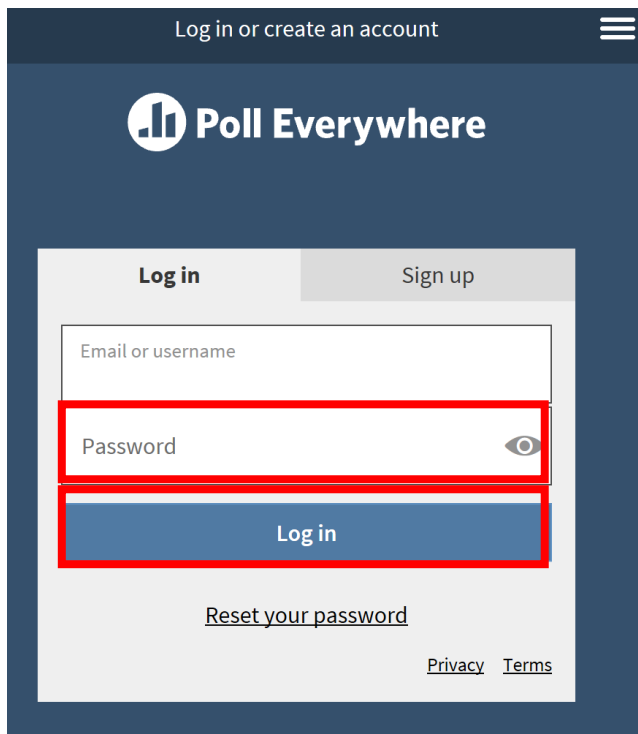 Log in or create an account
Poll Everywhere
Log in Sign up
Email or username
Password
Log in
Reset your password
Privacy Terms